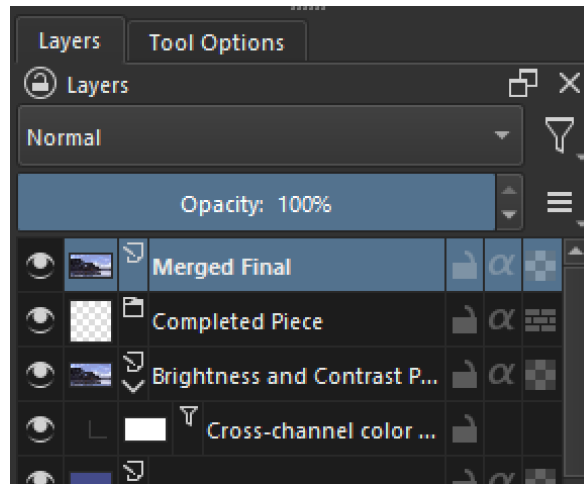 Layers Tool Options
Layers
Normal
Opacity: 100%
Merged Final
α
Completed Piece
α
Brightness and Contrast P...
α
Cross-channel color ...
α